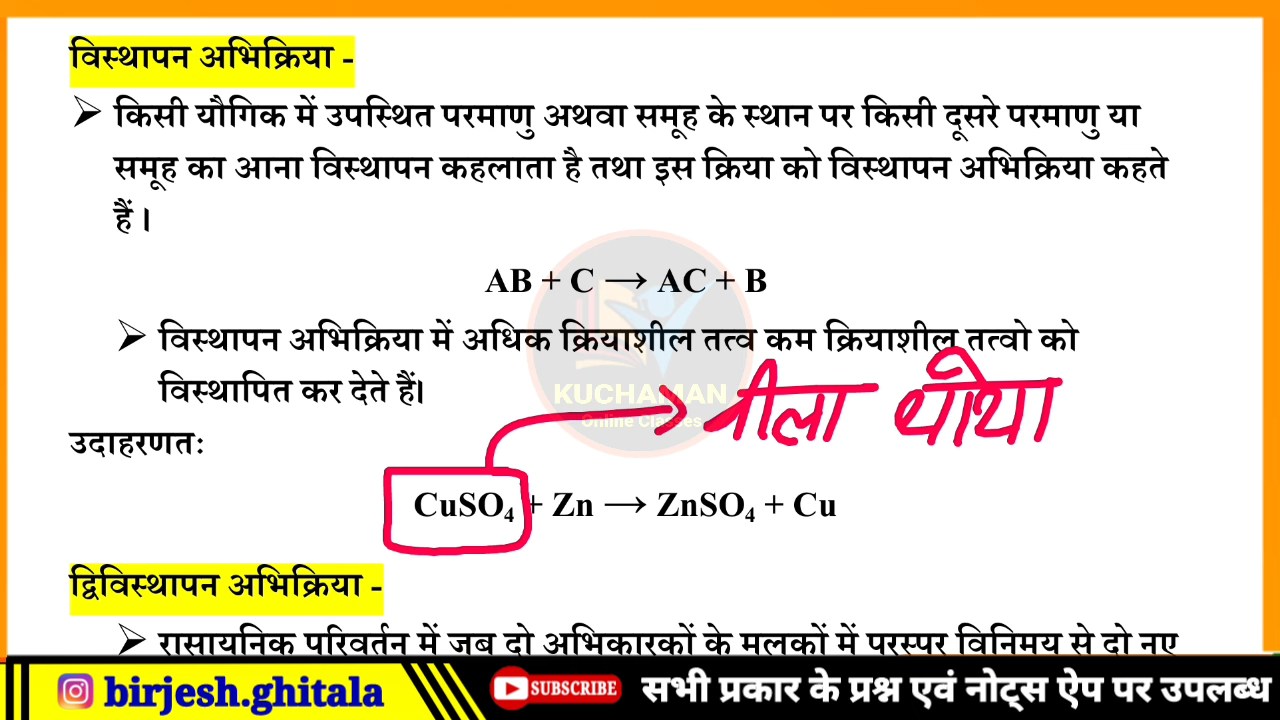 विस्थापन अभिक्रिया -
➢ किसी यौगिक में उपस्थित परमाणु अथवा समूह के स्थान पर किसी दूसरे परमाणु या
समूह का आना विस्थापन कहलाता है तथा इस क्रिया को विस्थापन अभिक्रिया कहते
हैं ।
AB + C ⟶ AC + B
➢ विस्थापन अभिक्रिया में अधिक क्रियाशील तत्व कम क्रियाशील तत्वो को
विस्थापित कर देते हैं।
KUCHAMAN
Online Classes
नीला थोथा
उदाहरणतः
CuSO₄ + Zn ⟶ ZnSO₄ + Cu
द्विविस्थापन अभिक्रिया -
➢ रासायनिक परिवर्तन में जब दो अभिकारकों के मूलकों में परस्पर विनिमय से दो नए
birjesh.ghitala
SUBSCRIBE
सभी प्रकार के प्रश्न एवं नोट्स ऐप पर उपलब्ध